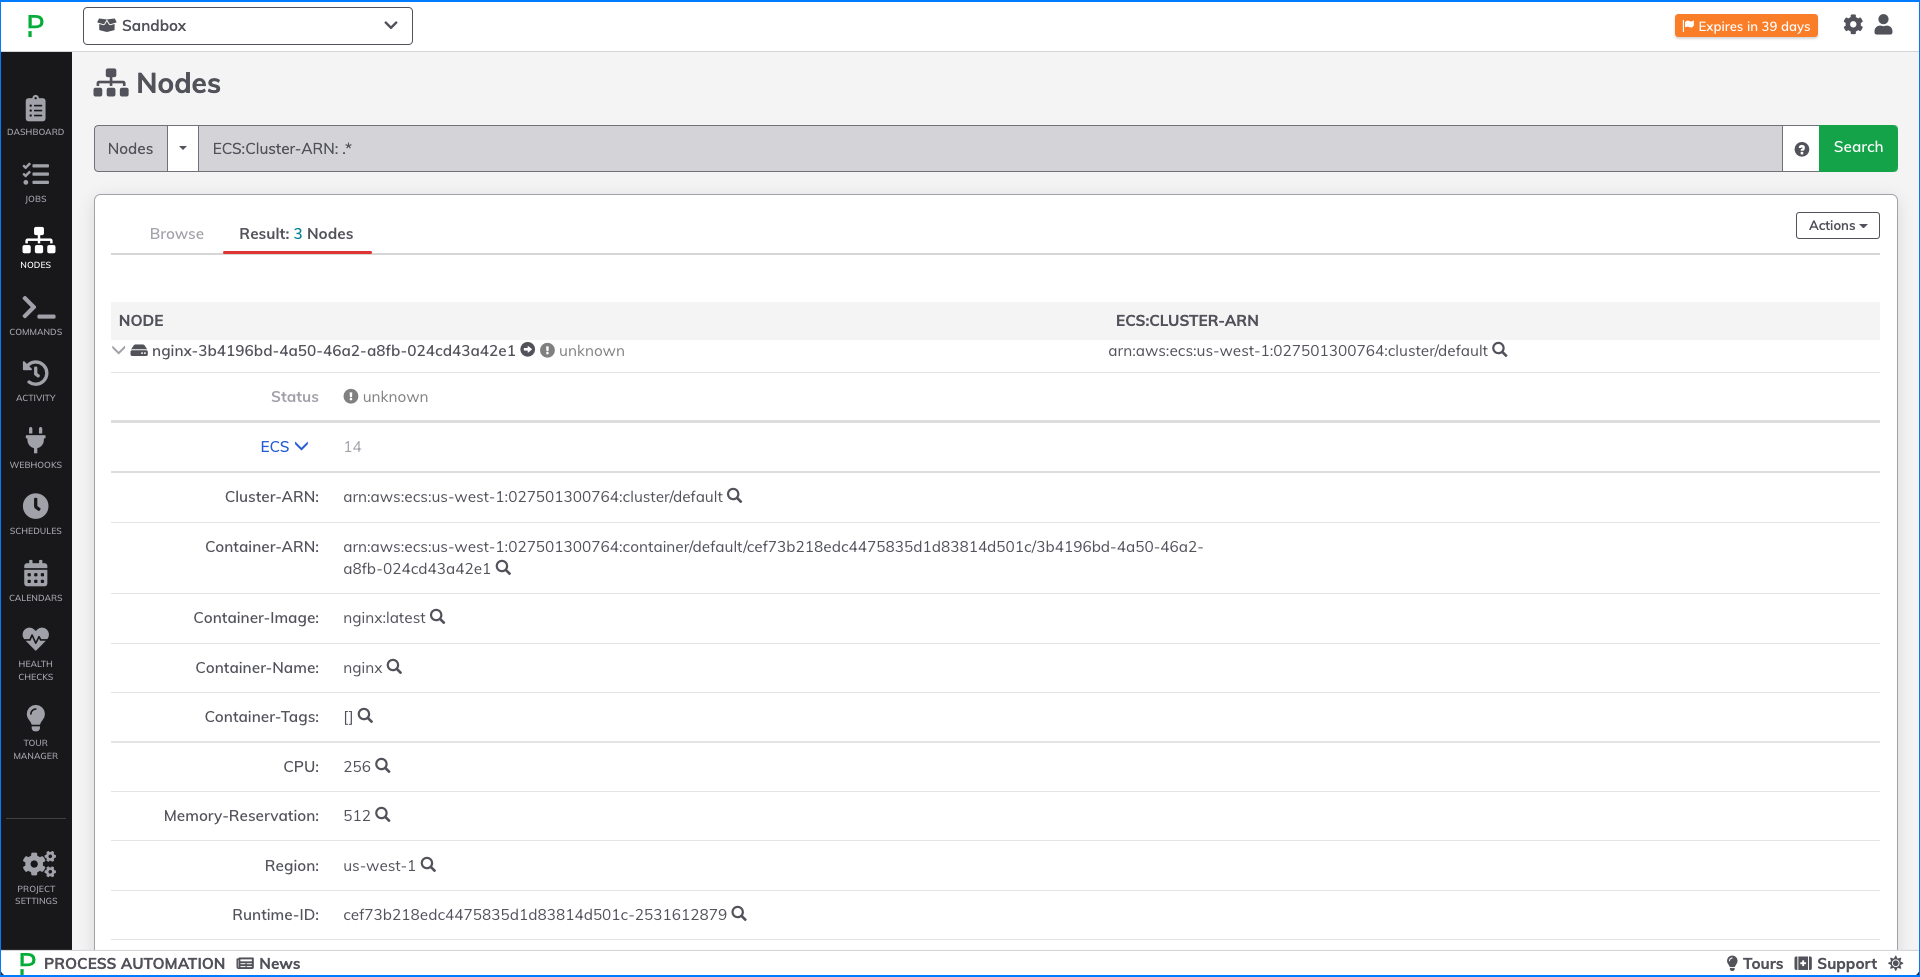 P
Sandbox
Expires in 39 days
Nodes
Nodes
ECS:Cluster-ARN: .*
Search
Browse
Result: 3 Nodes
Actions
NODE
ECS:CLUSTER-ARN
nginx-3b4196bd-4a50-46a2-a8fb-024cd43a42e1
unknown
arn:aws:ecs:us-west-1:027501300764:cluster/default
Status
unknown
ECS
14
Cluster-ARN:
arn:aws:ecs:us-west-1:027501300764:cluster/default
Container-ARN:
arn:aws:ecs:us-west-1:027501300764:container/default/cef73b218edc4475835d1d83814d501c/3b4196bd-4a50-46a2-
a8fb-024cd43a42e1
Container-Image:
nginx:latest
Container-Name:
nginx
Container-Tags:
[]
CPU:
256
Memory-Reservation:
512
Region:
us-west-1
Runtime-ID:
cef73b218edc4475835d1d83814d501c-2531612879
DASHBOARD
JOBS
NODES
COMMANDS
ACTIVITY
WEBHOOKS
SCHEDULES
CALENDARS
HEALTH
CHECKS
TOUR
MANAGER
PROJECT
SETTINGS
P PROCESS AUTOMATION
News
Tours
Support